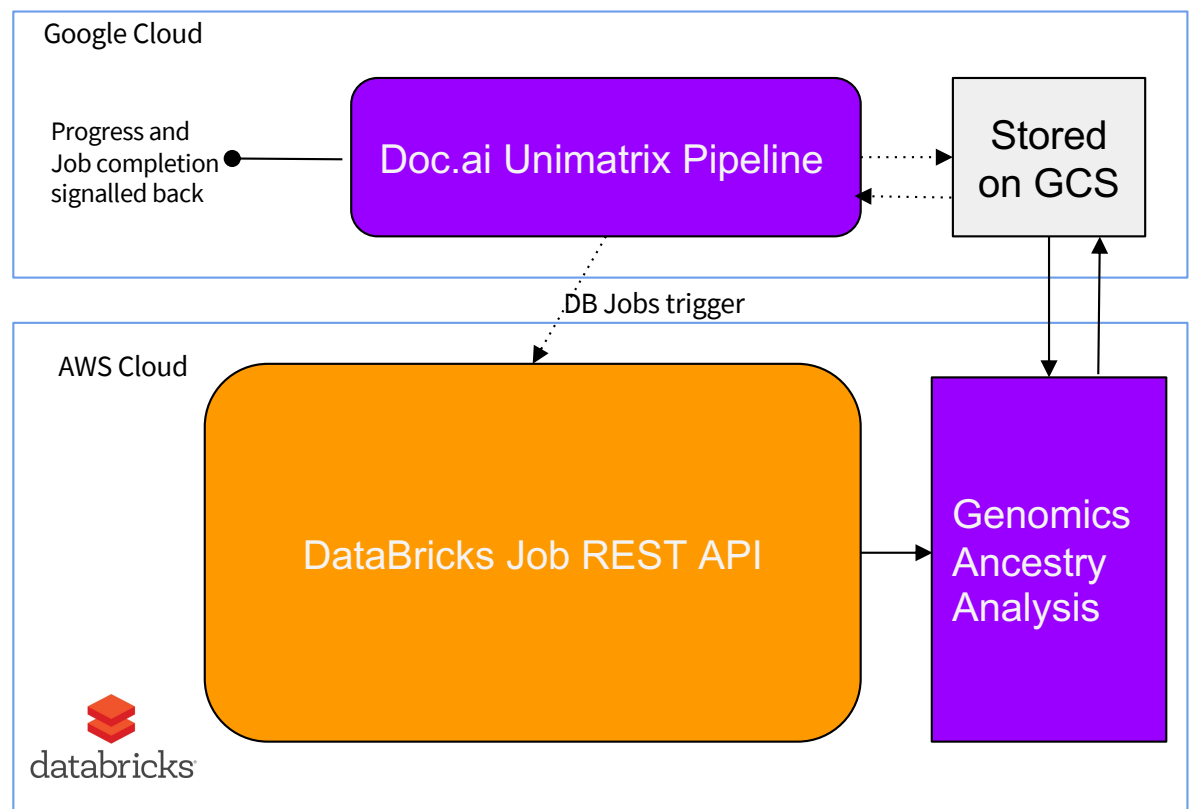 Google Cloud
Progress and
Job completion
signalled back
Doc.ai Unimatrix Pipeline
Stored
on GCS
DB Jobs trigger
AWS Cloud
DataBricks Job REST API
Genomics
Ancestry
Analysis
databricks